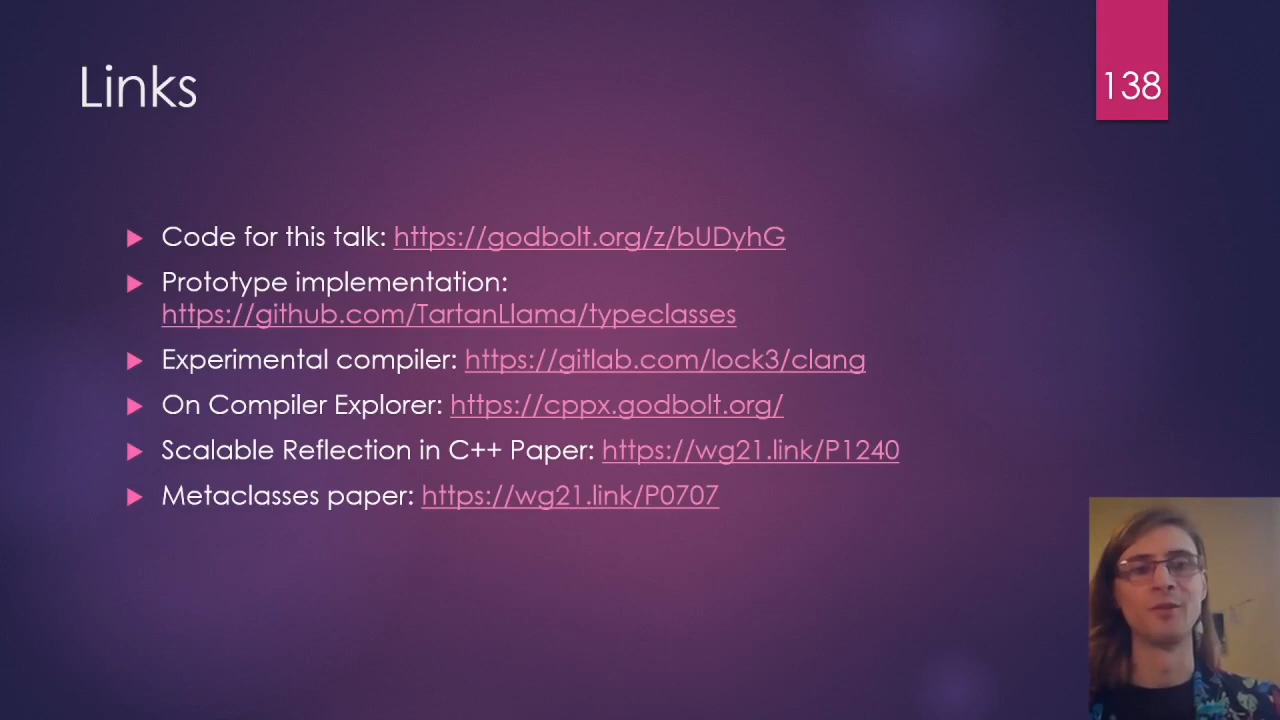 Links
138
Code for this talk: https://godbolt.org/z/bUDyhG
Prototype implementation:
https://github.com/TartanLlama/typeclasses
Experimental compiler: https://gitlab.com/lock3/clang
On Compiler Explorer: https://cppx.godbolt.org/
Scalable Reflection in C++ Paper: https://wg21.link/P1240
Metaclasses paper: https://wg21.link/P0707